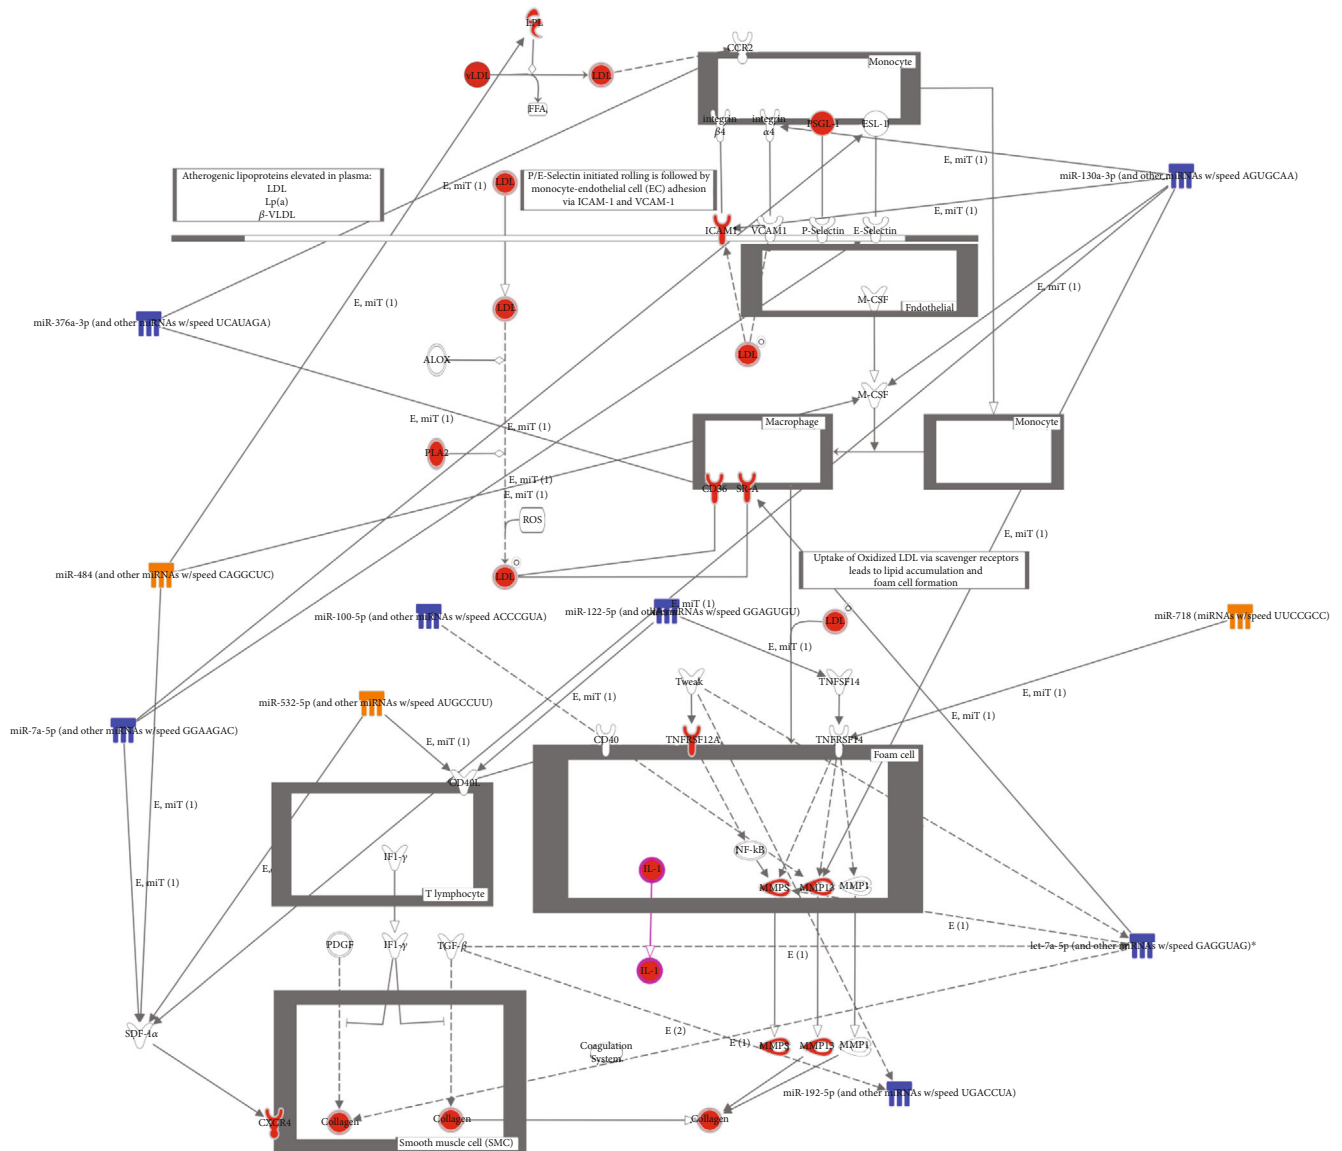 LPL
CCR2
vLDL
LDL
Monocyte
FFA
integrin
β4
integrin
α4
PSGL-1
ESL-1
E, miT (1)
miR-130a-3p (and other miRNAs w/speed AGUGCAA)
Atherogenic lipoproteins elevated in plasma:
LDL
Lp(a)
β-VLDL
E, miT (1)
LDL
P/E-Selectin initiated rolling is followed by
monocyte-endothelial cell (EC) adhesion
via ICAM-1 and VCAM-1
E, miT (1)
ICAM1
VCAM1
P-Selectin
E-Selectin
E, miT (1)
E, miT (1)
M-CSF
Endothelial
LDL
miR-376a-3p (and other miRNAs w/speed UCAUAGA)
LDL
ALOX
M-CSF
E, miT (1)
E, miT (1)
Macrophage
Monocyte
PLA2
E, miT (1)
E, miT (1)
CD36
SR-A
ROS
E, miT (1)
Uptake of Oxidized LDL via scavenger receptors
leads to lipid accumulation and
foam cell formation
miR-484 (and other miRNAs w/speed CAGGCUC)
LDL
miR-100-5p (and other miRNAs w/speed ACCCGUA)
E, miT (1)
miR-122-5p (and other miRNAs w/speed GGAGUGU)
LDL
miR-718 (miRNAs w/speed UUCCGCC)
E, miT (1)
Tweak
TNFSF14
E, miT (1)
E, miT (1)
miR-532-5p (and other miRNAs w/speed AUGCCUU)
E, miT (1)
miR-7a-5p (and other miRNAs w/speed GGAAGAC)
E, miT (1)
CD40
TNFRSF12A
TNFRSF14
Foam cell
CD40L
E, miT (1)
IF1-γ
NF-kB
E,
E, miT (1)
IL-1
MMPS
MMP13
MMP1
T lymphocyte
E (1)
PDGF
IF1-γ
TGF-β
E (1)
let-7a-5p (and other miRNAs w/speed GAGGUAG)*
IL-1
SDF-1α
E (2)
E (1)
Coagulation
System
MMPS
MMP13
MMP1
miR-192-5p (and other miRNAs w/speed UGACCUA)
CXCR4
Collagen
Collagen
Collagen
Smooth muscle cell (SMC)